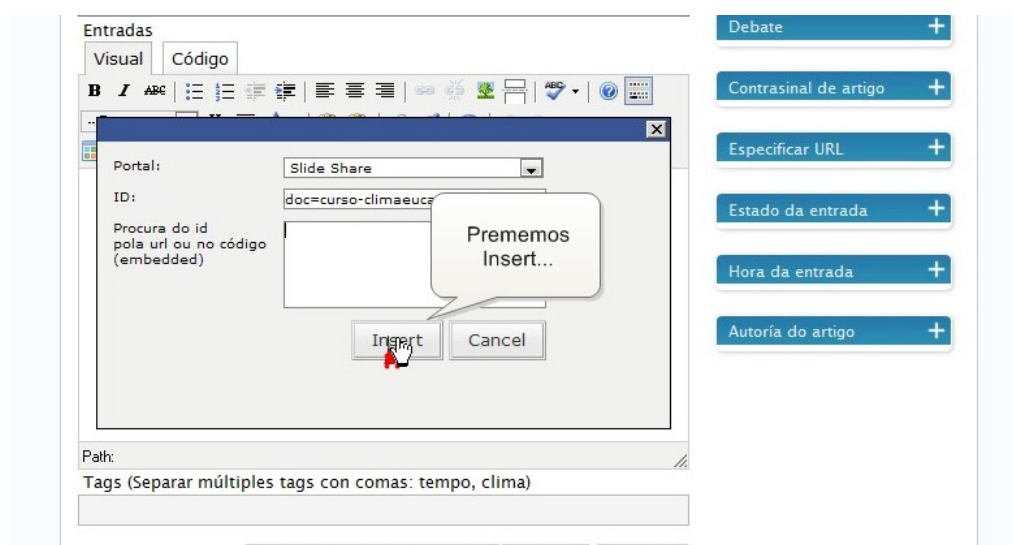 Entradas
Visual Código
B I ABC ABC
Portal: Slide Share
ID: doc=curso-climaeuca
Procura do id
pola url ou no código
(embedded)
Prememos
Insert...
Insert Cancel
Path:
Tags (Separar múltiples tags con comas: tempo, clima)
Debate
Contrasinal de artigo
Especificar URL
Estado da entrada
Hora da entrada
Autoría do artigo